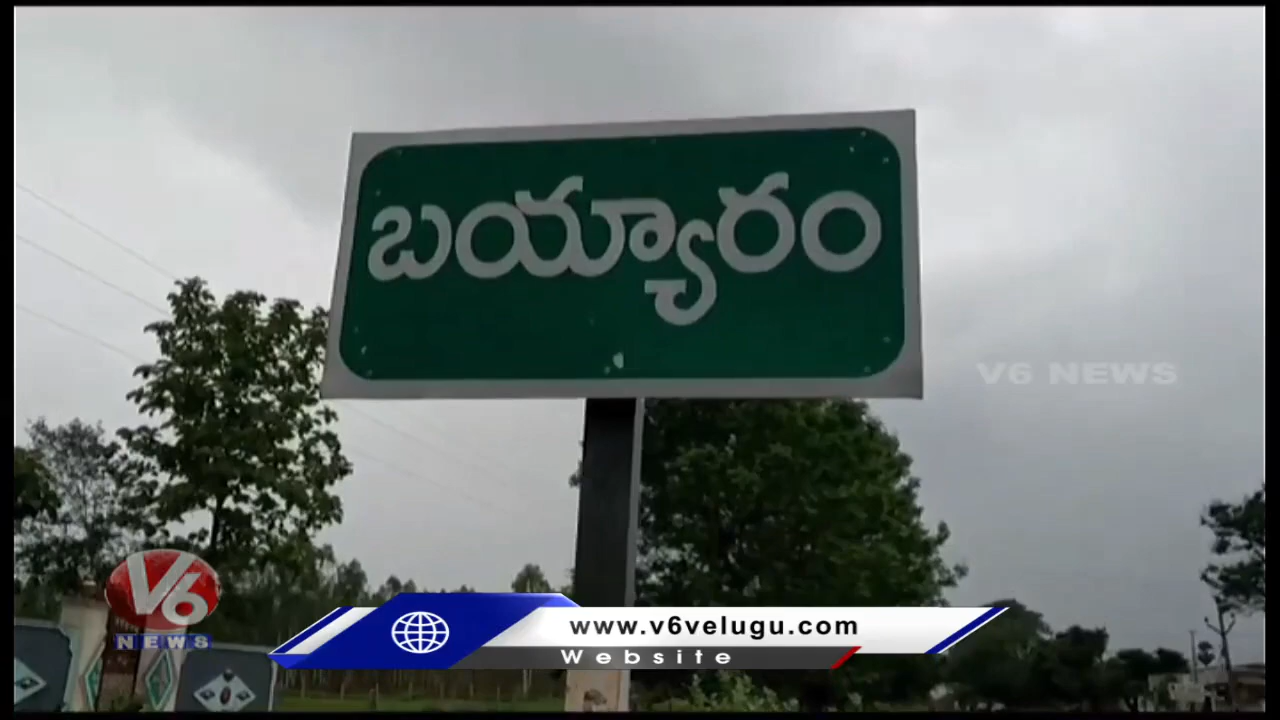 బయ్యారం
V6 NEWS
V6
NEWS
www.v6velugu.com
Website